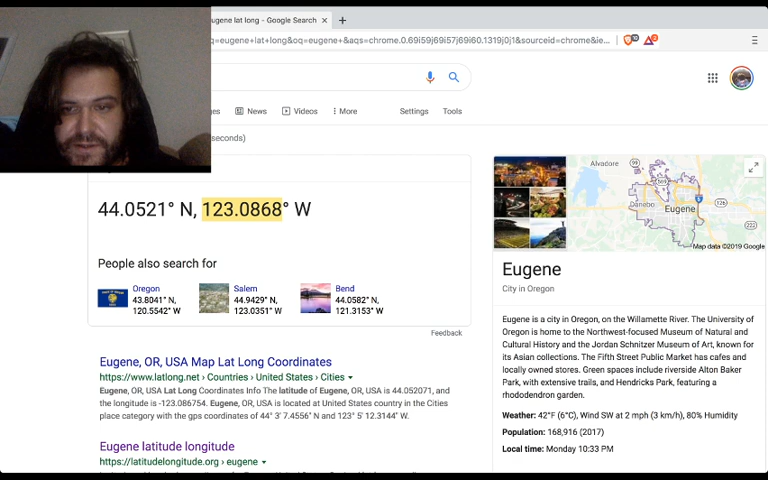 eugene lat long - Google Search
q=eugene+lat+long&oq=eugene+&aqs=chrome.0.69i59j69i57j69i60.1319j0j1&sourceid=chrome&ie...
News
Videos
More
Settings
Tools
seconds)
44.0521° N, 123.0868° W
People also search for
Oregon
43.8041° N,
120.5542° W
Salem
44.9429° N,
123.0351° W
Bend
44.0582° N,
121.3153° W
Feedback
Eugene, OR, USA Map Lat Long Coordinates
https://www.latlong.net › Countries › United States › Cities
Eugene, OR, USA Lat Long Coordinates Info The latitude of Eugene, OR, USA is 44.052071, and
the longitude is -123.086754. Eugene, OR, USA is located at United States country in the Cities
place category with the gps coordinates of 44° 3' 7.4556'' N and 123° 5' 12.3144'' W.
Eugene latitude longitude
https://latitudelongitude.org › eugene
Alvadore
99
569
Danebo
Eugene
126
222
Map data ©2019 Google
Eugene
City in Oregon
Eugene is a city in Oregon, on the Willamette River. The University of
Oregon is home to the Northwest-focused Museum of Natural and
Cultural History and the Jordan Schnitzer Museum of Art, known for
its Asian collections. The Fifth Street Public Market has cafes and
locally owned stores. Green spaces include riverside Alton Baker
Park, with extensive trails, and Hendricks Park, featuring a
rhododendron garden.
Weather: 42°F (6°C), Wind SW at 2 mph (3 km/h), 80% Humidity
Population: 168,916 (2017)
Local time: Monday 10:33 PM